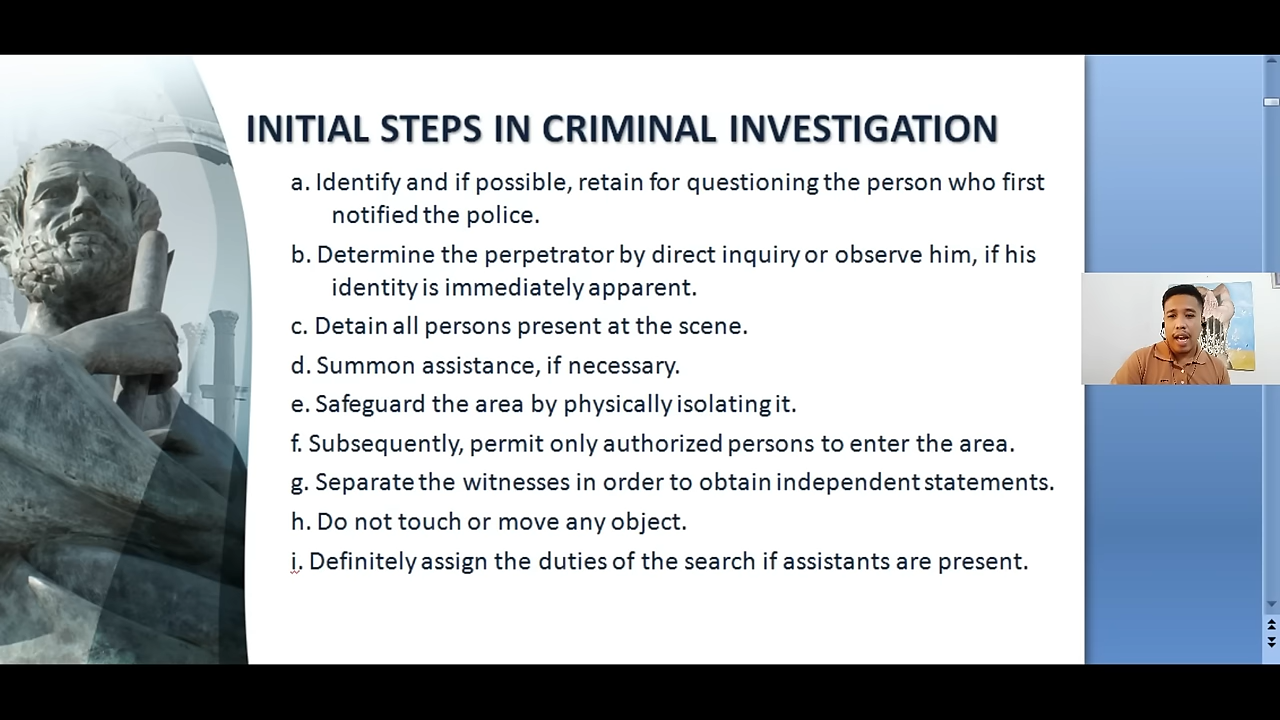 INITIAL STEPS IN CRIMINAL INVESTIGATION
a. Identify and if possible, retain for questioning the person who first
notified the police.
b. Determine the perpetrator by direct inquiry or observe him, if his
identity is immediately apparent.
c. Detain all persons present at the scene.
d. Summon assistance, if necessary.
e. Safeguard the area by physically isolating it.
f. Subsequently, permit only authorized persons to enter the area.
g. Separate the witnesses in order to obtain independent statements.
h. Do not touch or move any object.
i. Definitely assign the duties of the search if assistants are present.